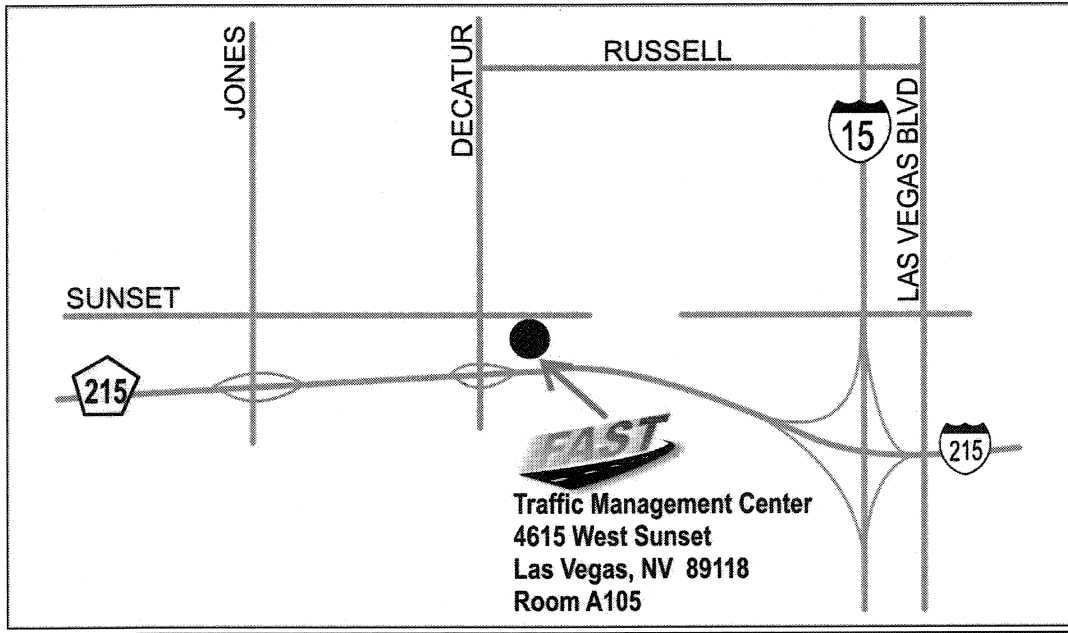 RUSSELL
JONES
DECATUR
15
LAS VEGAS BLVD
SUNSET
215
215
FAST
Traffic Management Center
4615 West Sunset
Las Vegas, NV 89118
Room A105